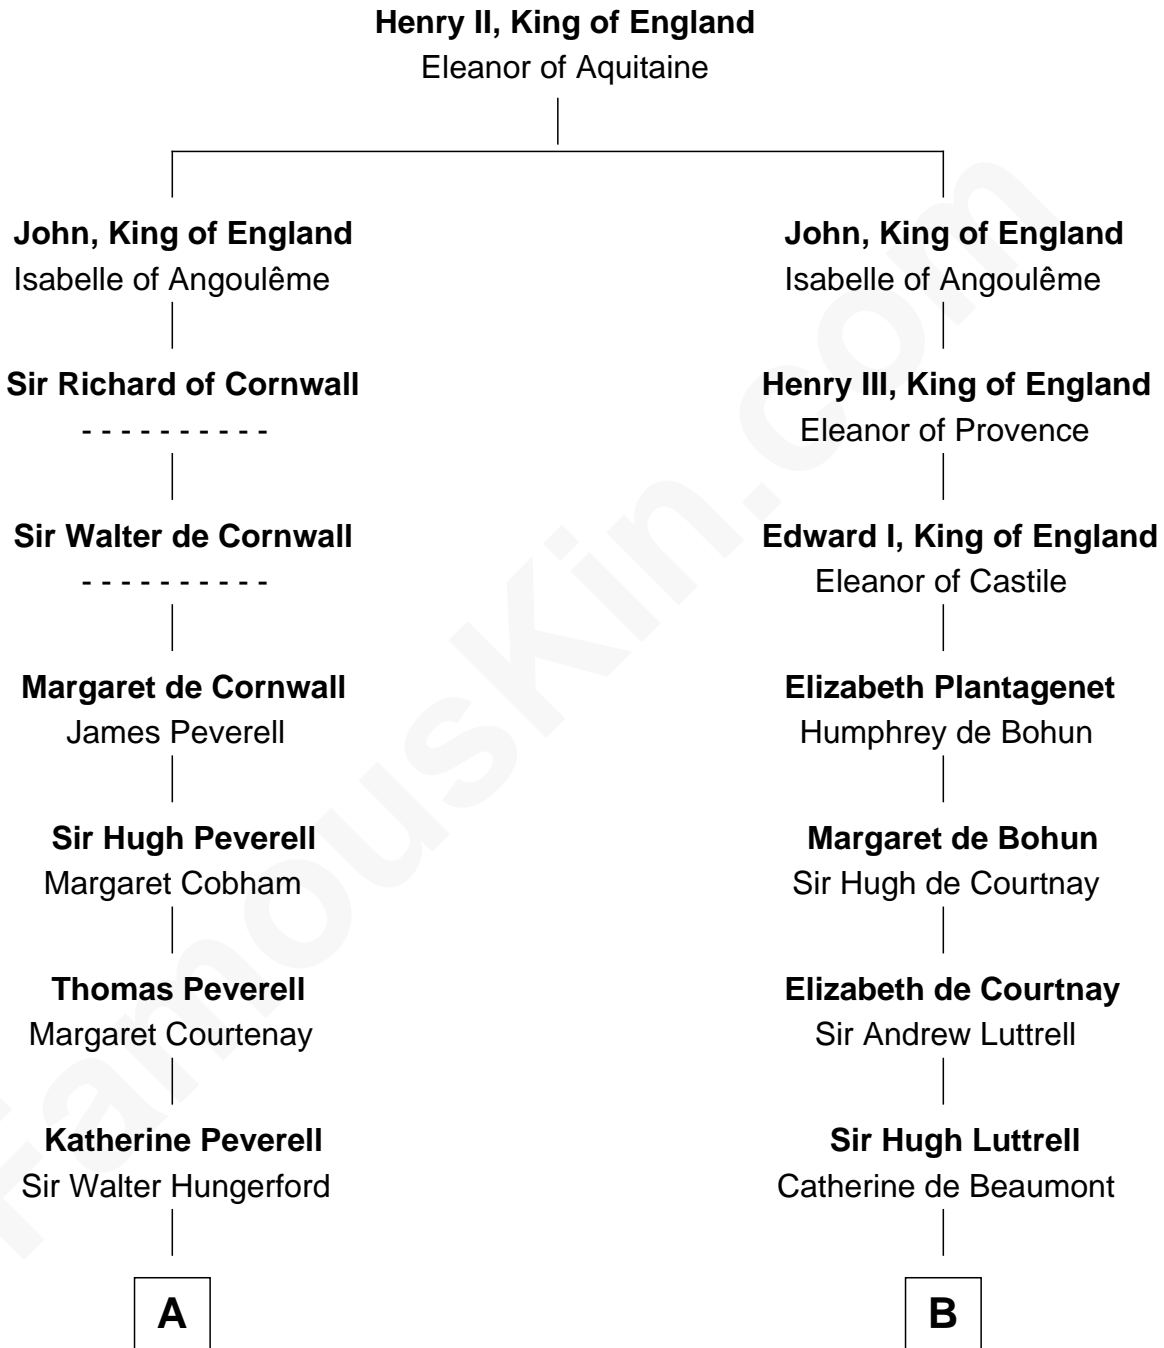 Henry II, King of England
Eleanor of Aquitaine
John, King of England
Isabelle of Angoulême
Sir Richard of Cornwall
- - - - - - - - - -
Sir Walter de Cornwall
- - - - - - - - - -
Margaret de Cornwall
James Peverell
Sir Hugh Peverell
Margaret Cobham
Thomas Peverell
Margaret Courtenay
Katherine Peverell
Sir Walter Hungerford
A
John, King of England
Isabelle of Angoulême
Henry III, King of England
Eleanor of Provence
Edward I, King of England
Eleanor of Castile
Elizabeth Plantagenet
Humphrey de Bohun
Margaret de Bohun
Sir Hugh de Courtnay
Elizabeth de Courtnay
Sir Andrew Luttrell
Sir Hugh Luttrell
Catherine de Beaumont
B
FamousKin.com